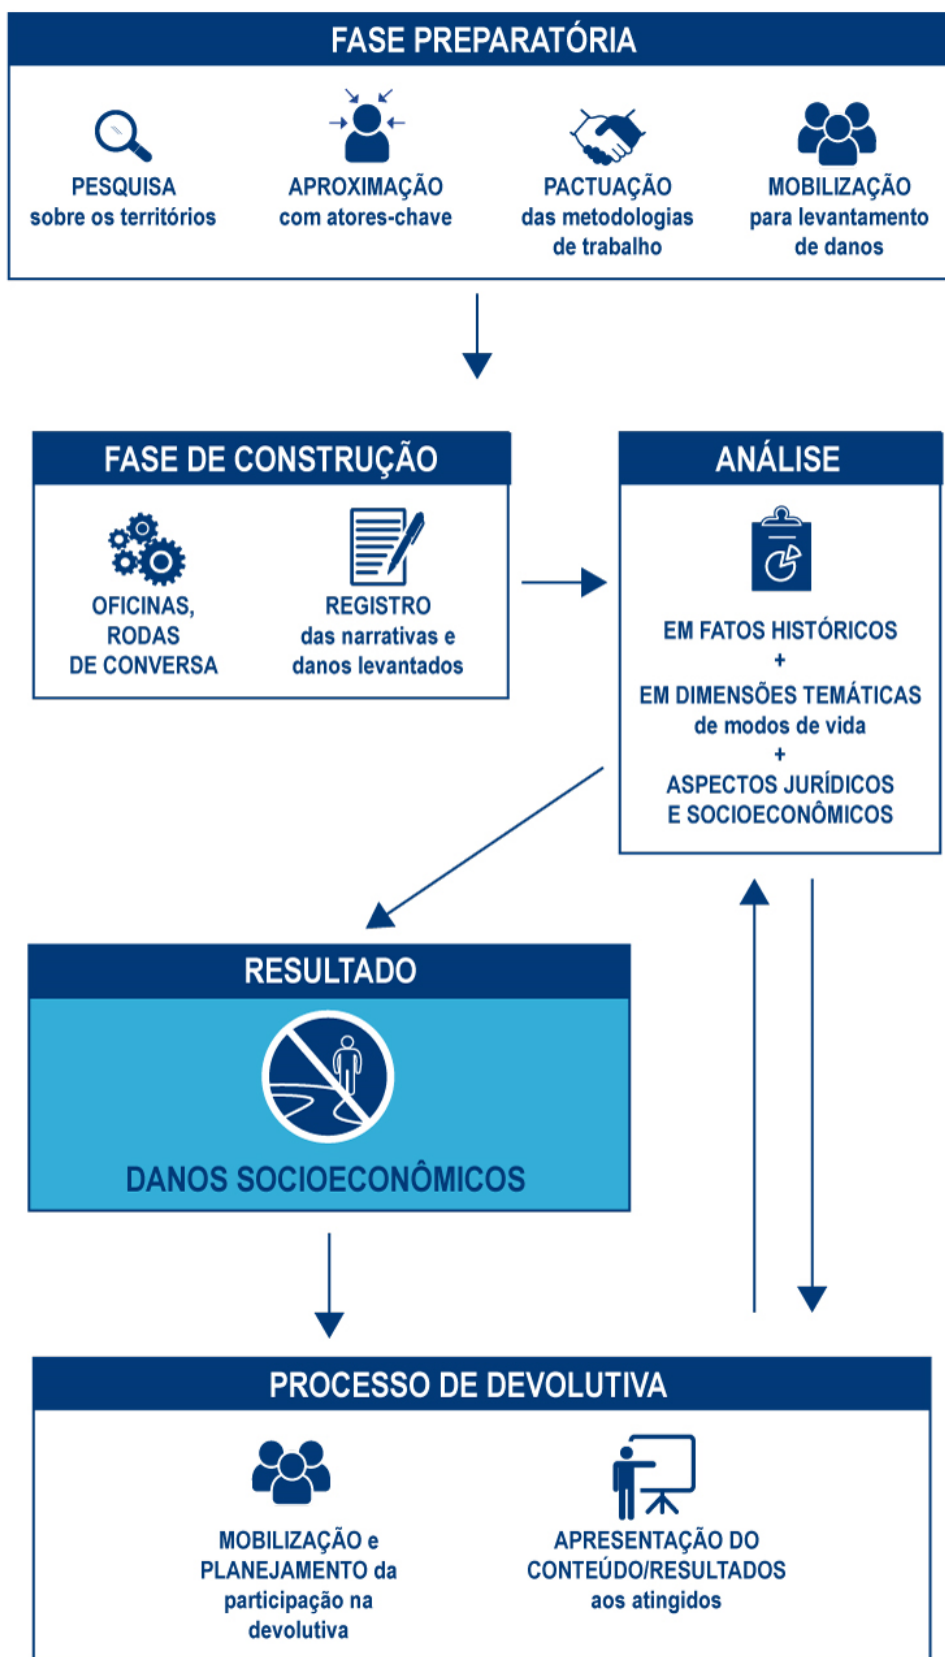 FASE PREPARATÓRIA
PESQUISA
sobre os territórios
APROXIMAÇÃO
com atores-chave
PACTUAÇÃO
das metodologias
de trabalho
MOBILIZAÇÃO
para levantamento
de danos
FASE DE CONSTRUÇÃO
OFICINAS,
RODAS
DE CONVERSA
REGISTRO
das narrativas e
danos levantados
ANÁLISE
EM FATOS HISTÓRICOS
+
EM DIMENSÕES TEMÁTICAS
de modos de vida
+
ASPECTOS JURÍDICOS
E SOCIOECONÔMICOS
RESULTADO
DANOS SOCIOECONÔMICOS
PROCESSO DE DEVOLUTIVA
MOBILIZAÇÃO e
PLANEJAMENTO da
participação na
devolutiva
APRESENTAÇÃO DO
CONTEÚDO/RESULTADOS
aos atingidos